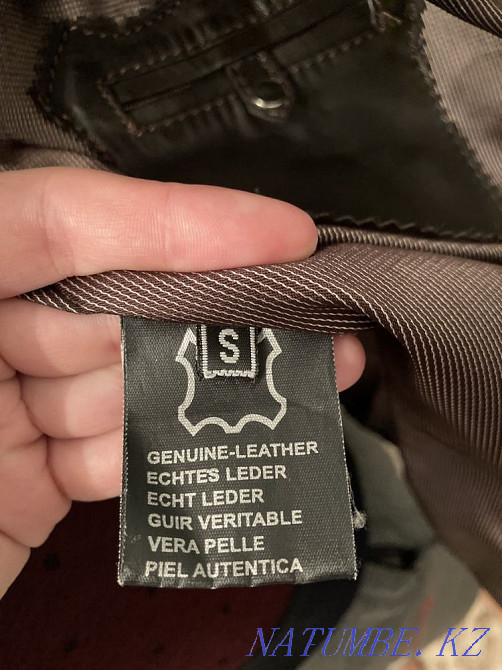 S
GENUINE-LEATHER
ECHTES LEDER
ECHT LEDER
GUIR VERITABLE
VERA PELLE
PIEL AUTENTICA
NATUMBE. KZ